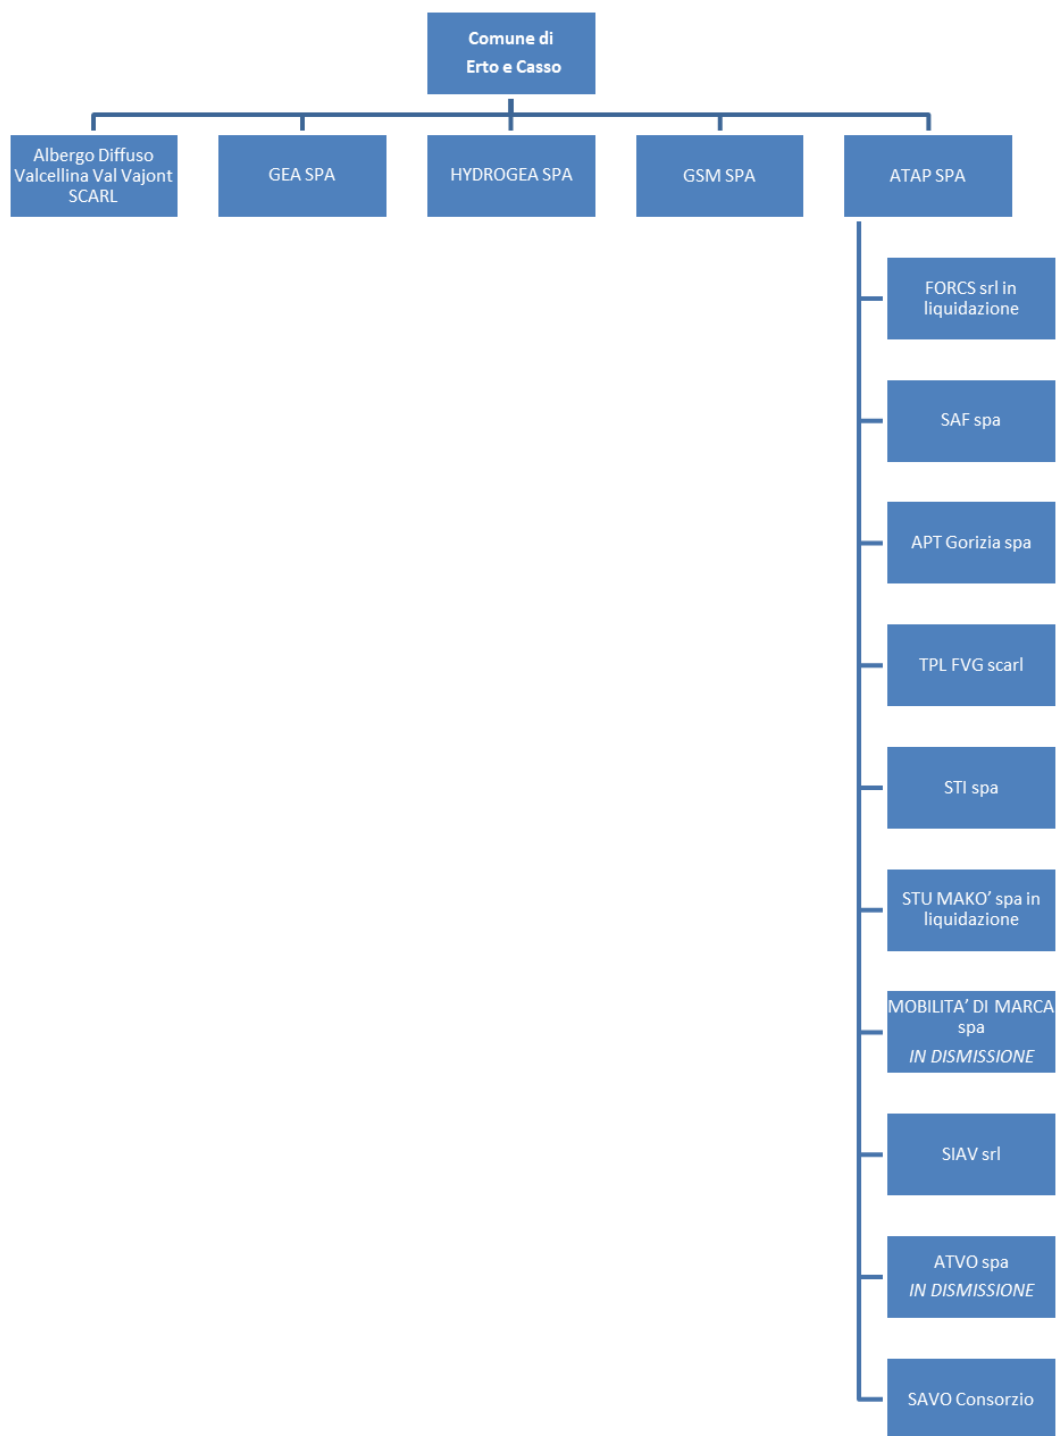 Comune di
Erto e Casso
Albergo Diffuso
Valcellina Val Vajont
SCARL
GEA SPA
HYDROGEA SPA
GSM SPA
ATAP SPA
FORCS srl in
liquidazione
SAF spa
APT Gorizia spa
TPL FVG scarl
STI spa
STU MAKO’ spa in
liquidazione
MOBILITA’ DI MARCA
spa
IN DISMISSIONE
SIAV srl
ATVO spa
IN DISMISSIONE
SAVO Consorzio